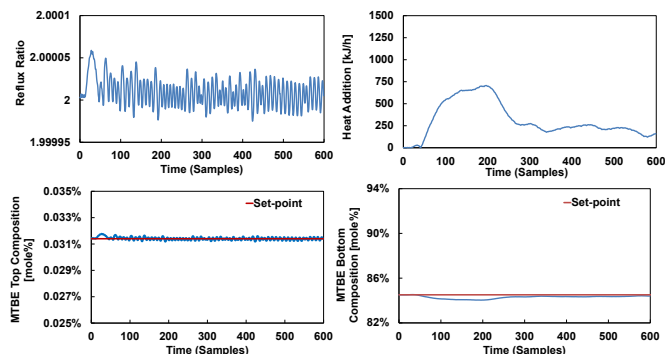 Reflux Ratio
2.0001
2.00005
2
1.99995
0 100 200 300 400 500 600
Time (Samples)
Heat Addition [kJ/h]
1500
1250
1000
750
500
250
0
0 100 200 300 400 500 600
Time (Samples)
MTBE Top Composition
[mole%]
0.035%
0.033%
0.031%
0.029%
0.027%
0.025%
Set-point
0 100 200 300 400 500 600
Time (Samples)
MTBE Bottom
Composition [mole%]
94%
90%
86%
82%
Set-point
0 100 200 300 400 500 600
Time (Samples)